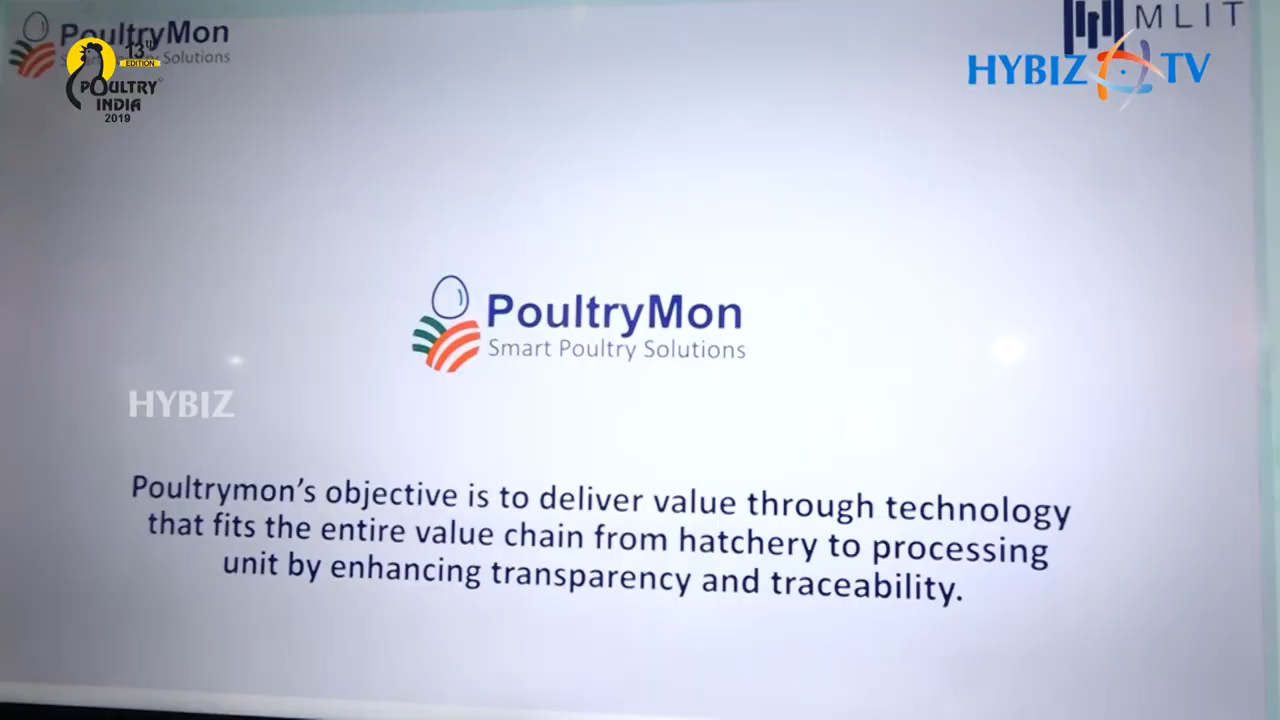 PoultryMon
Solutions
13th
EDITION
POULTRY
INDIA
2019
MLIT
HYBIZ TV
PoultryMon
Smart Poultry Solutions
HYBIZ
Poultrymon's objective is to deliver value through technology
that fits the entire value chain from hatchery to processing
unit by enhancing transparency and traceability.